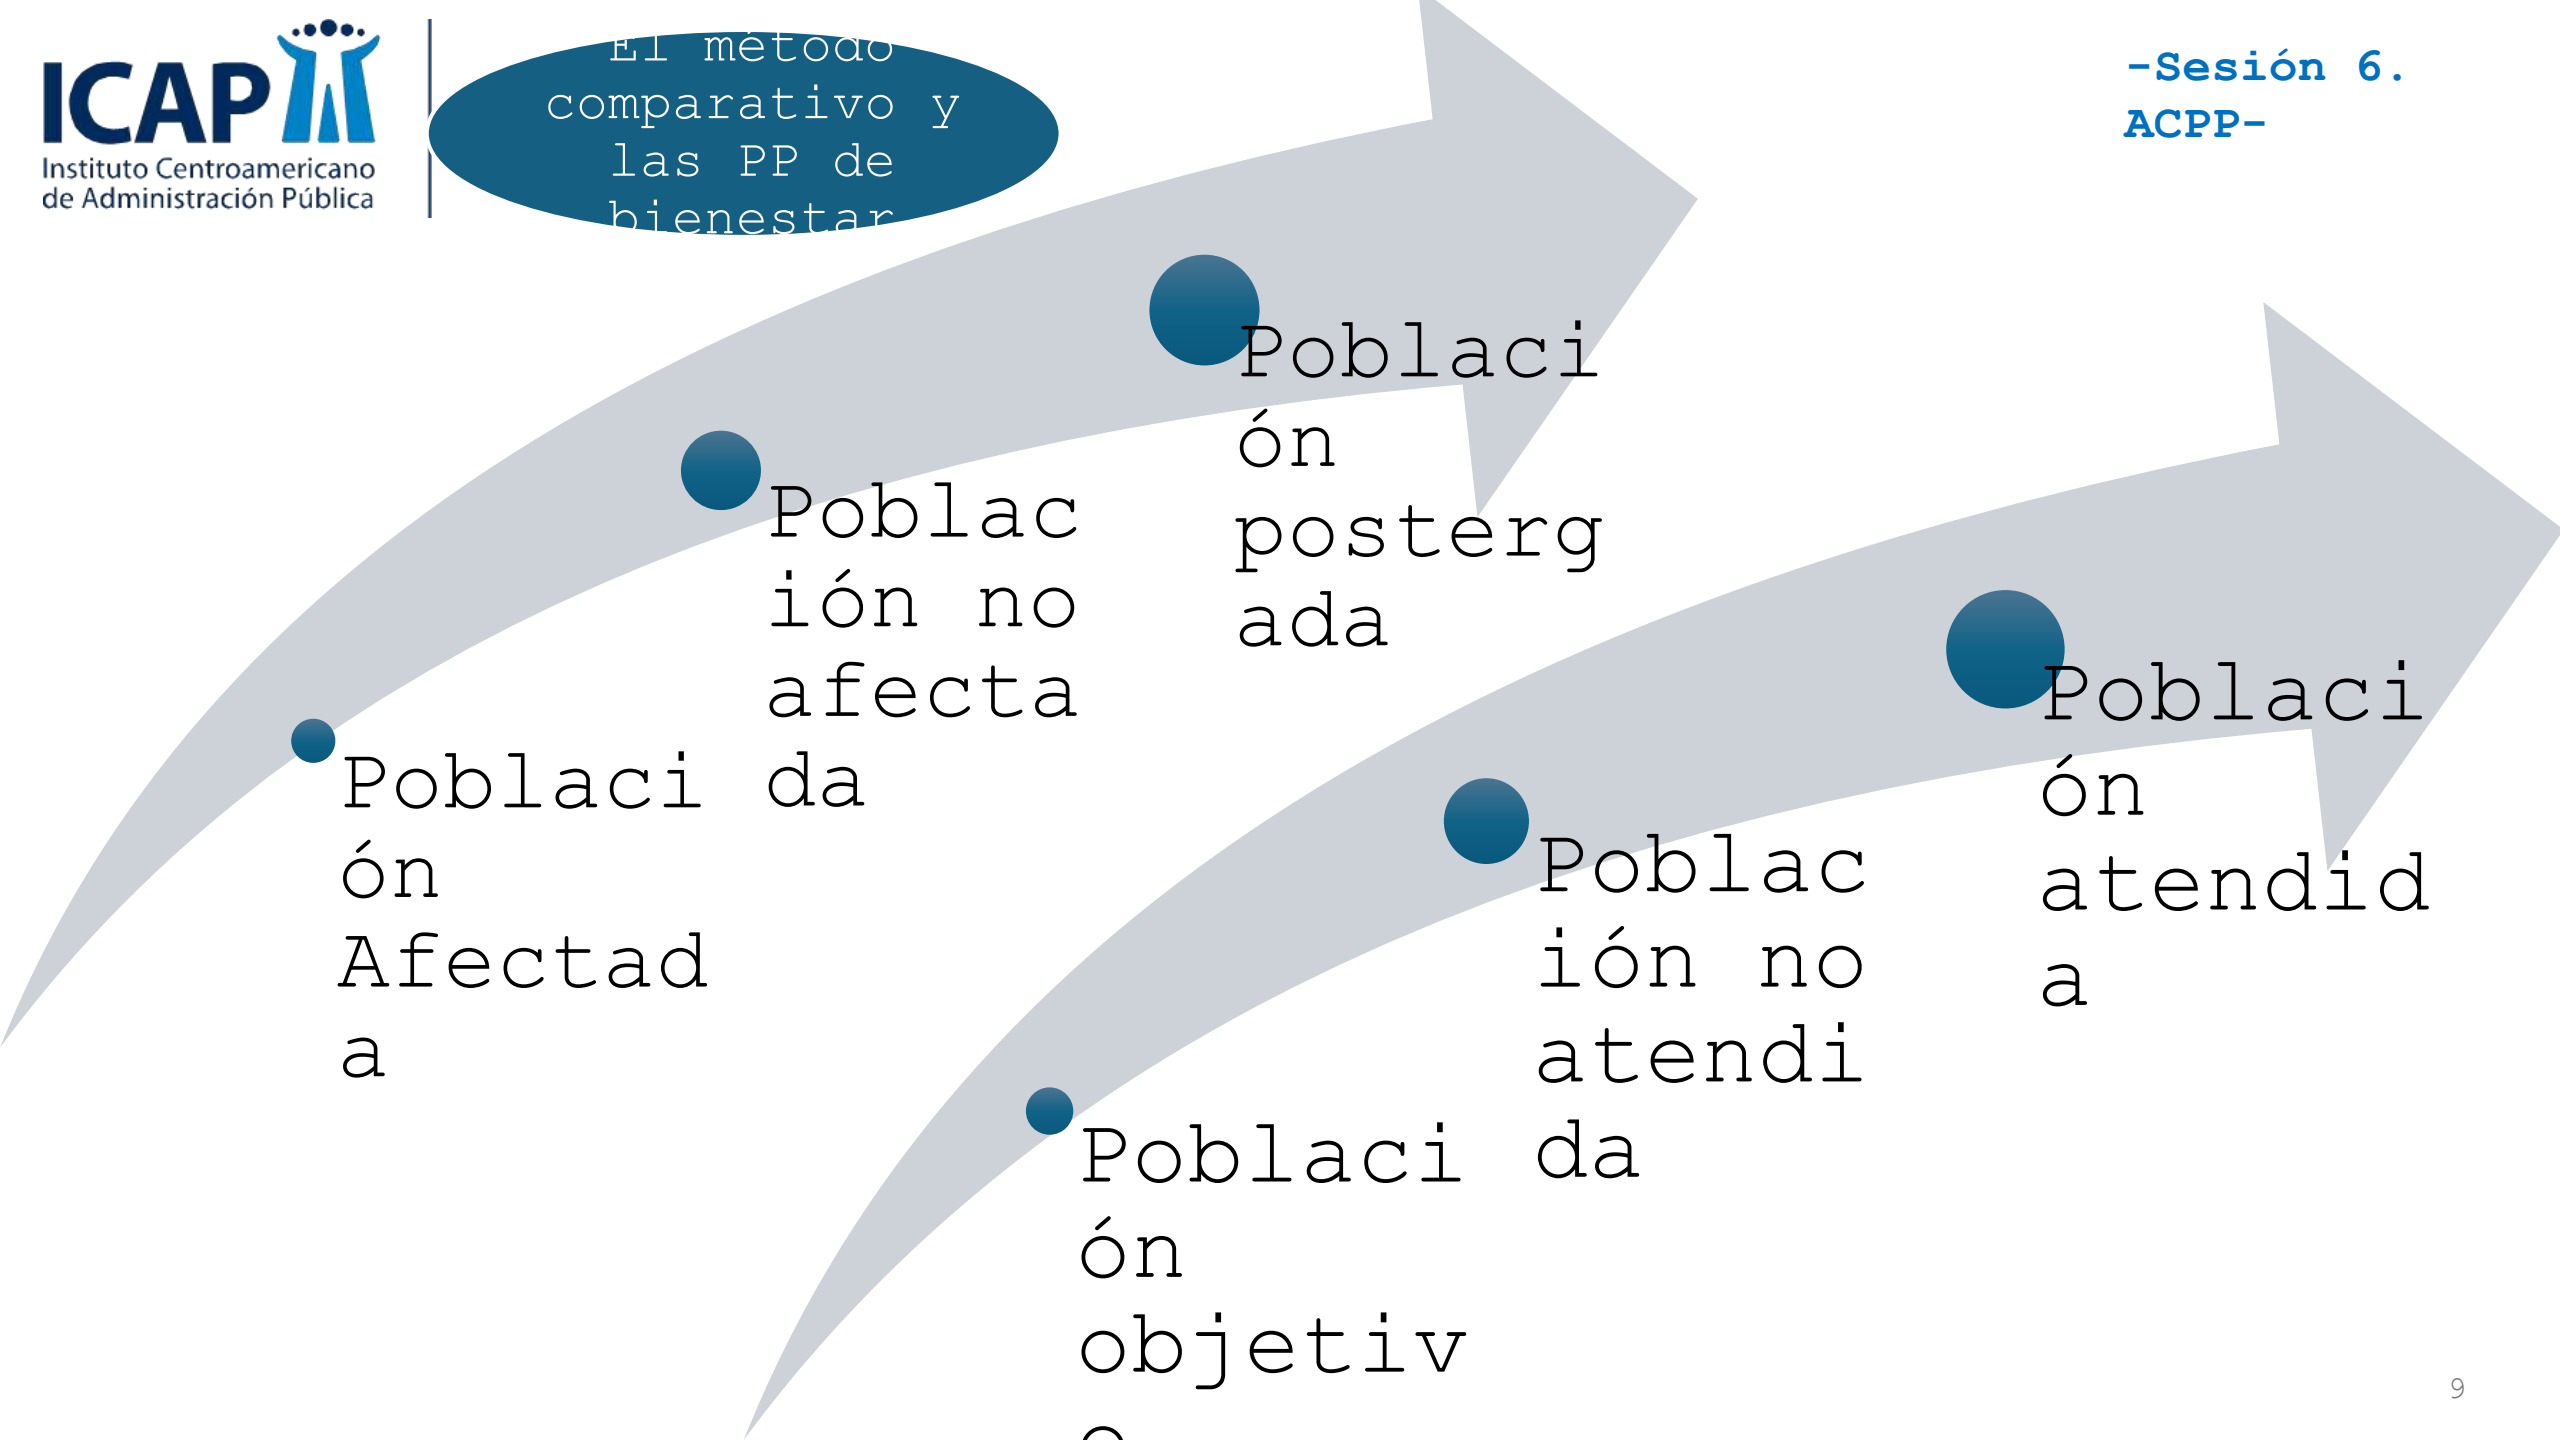 ICAP
Instituto Centroamericano
de Administración Pública
El método
comparativo y
las PP de
bienestar
-Sesión 6.
ACPP-
Poblaci
ón
Afectad
a
Poblac
ión no
afecta
da
Poblaci
ón
posterg
ada
Poblaci
ón
objetiv
o
Poblac
ión no
atendi
da
Poblaci
ón
atendid
a
9